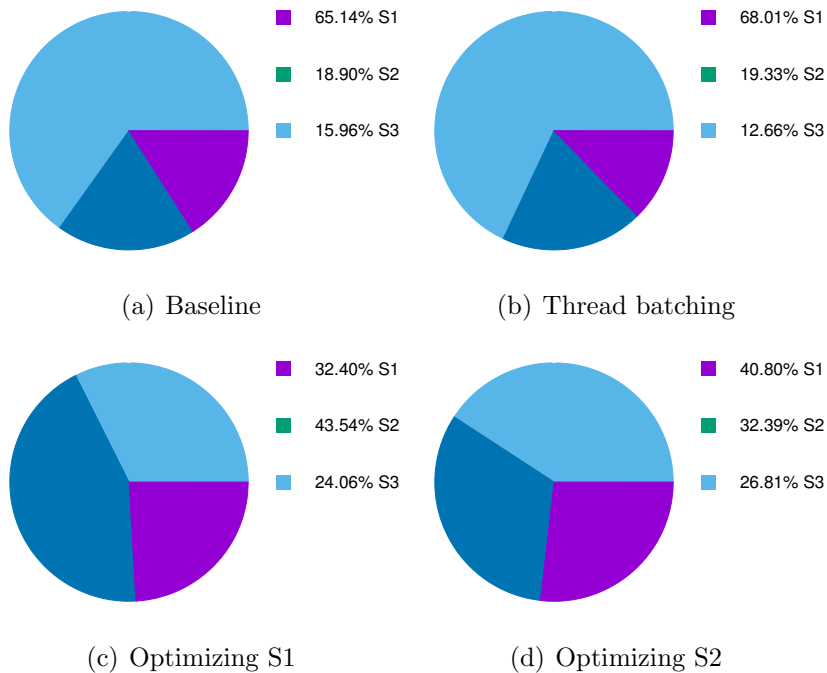 65.14% S1
18.90% S2
15.96% S3
(a) Baseline
68.01% S1
19.33% S2
12.66% S3
(b) Thread batching
32.40% S1
43.54% S2
24.06% S3
(c) Optimizing S1
40.80% S1
32.39% S2
26.81% S3
(d) Optimizing S2